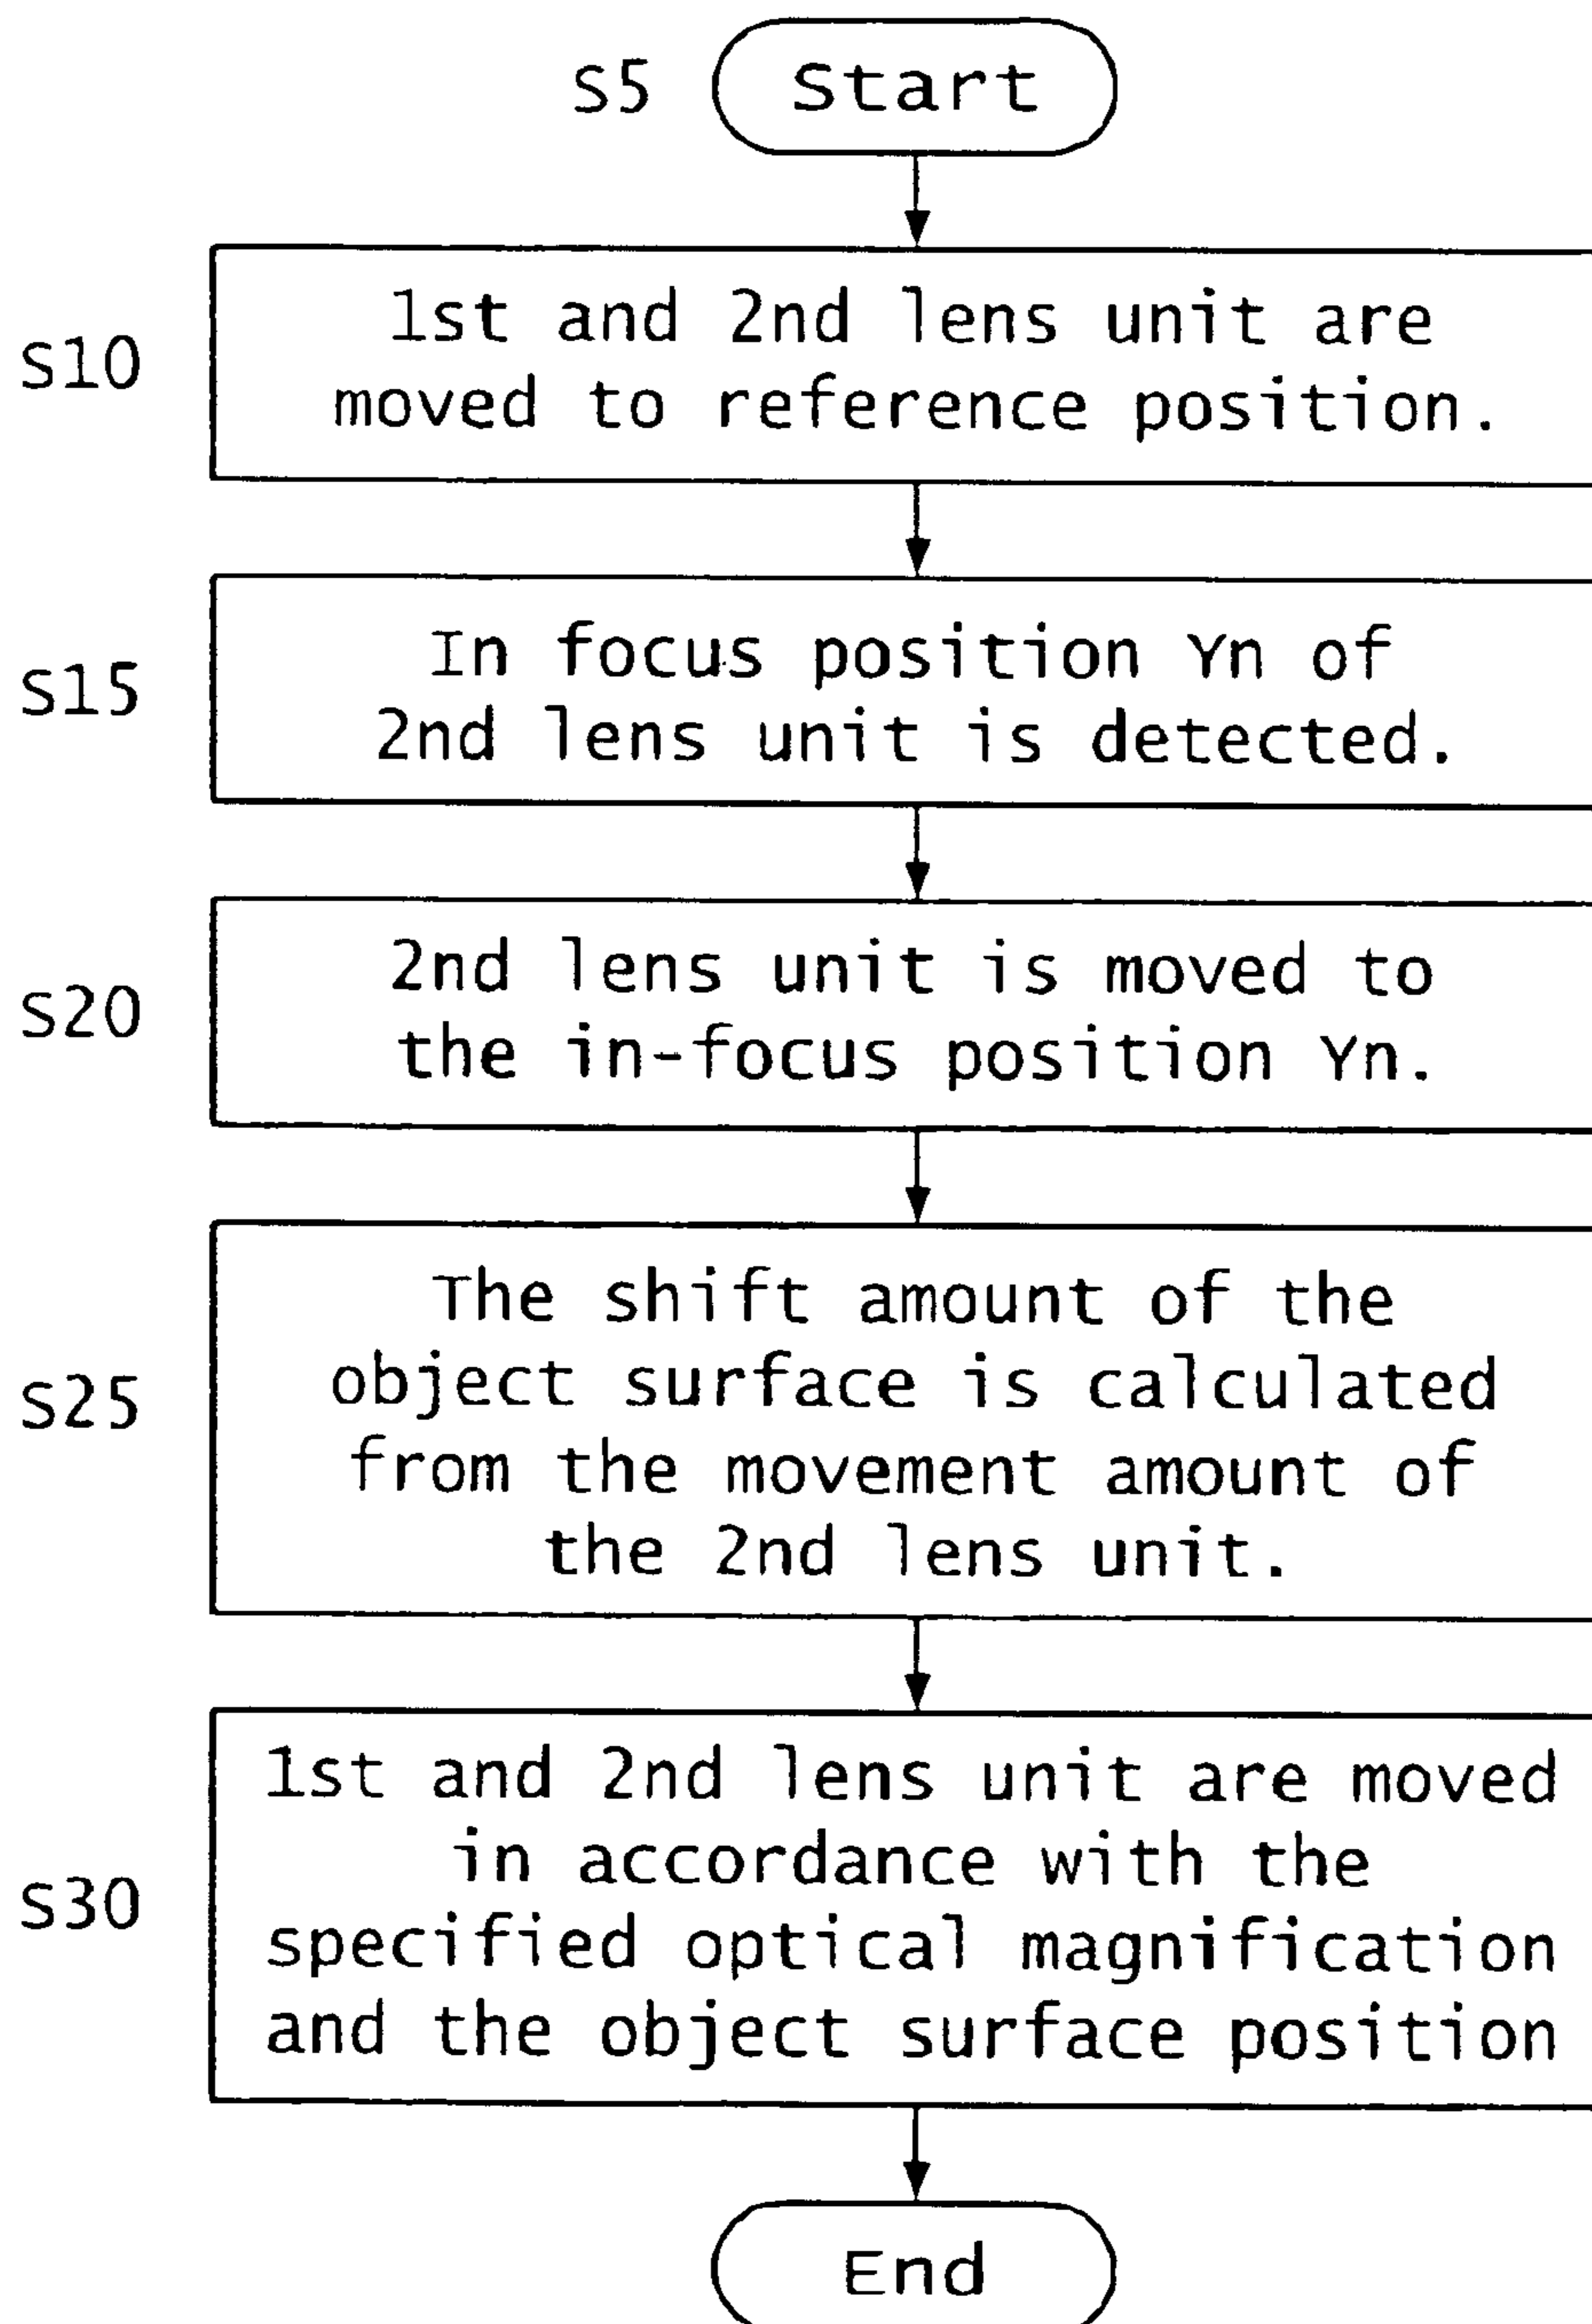 S5 Start
S10
1st and 2nd lens unit are
moved to reference position.
S15
In focus position Yn of
2nd lens unit is detected.
S20
2nd lens unit is moved to
the in-focus position Yn.
S25
The shift amount of the
object surface is calculated
from the movement amount of
the 2nd lens unit.
S30
1st and 2nd lens unit are moved
in accordance with the
specified optical magnification
and the object surface position
End